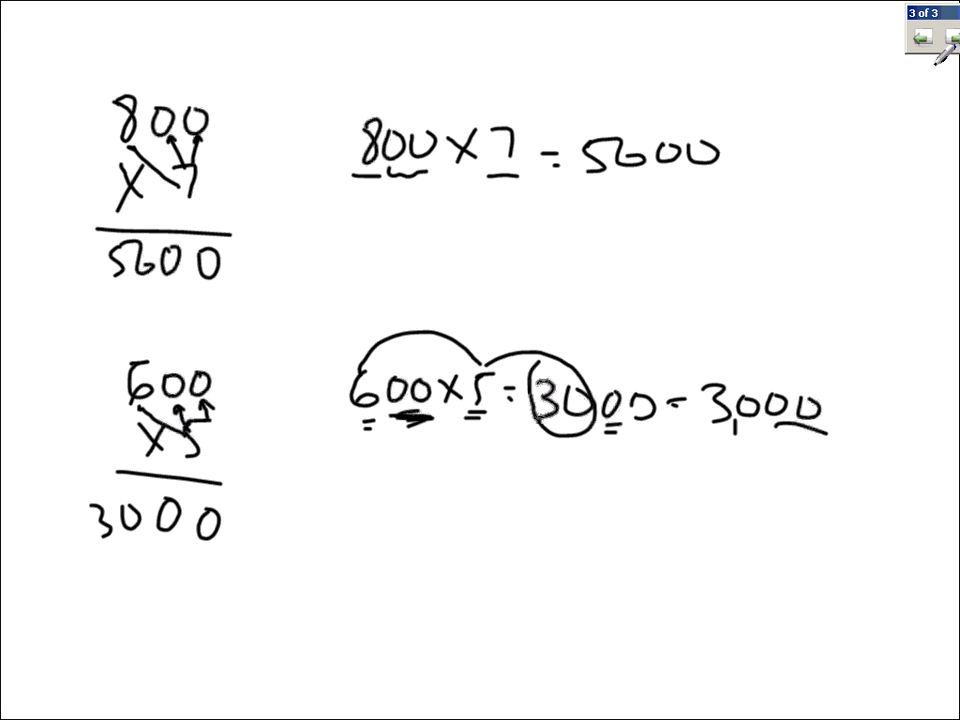 3 of 3
800
x 7
5600
800 x 7 = 5600
600
x 5
3000
600 x 5 = 3000 = 3,000